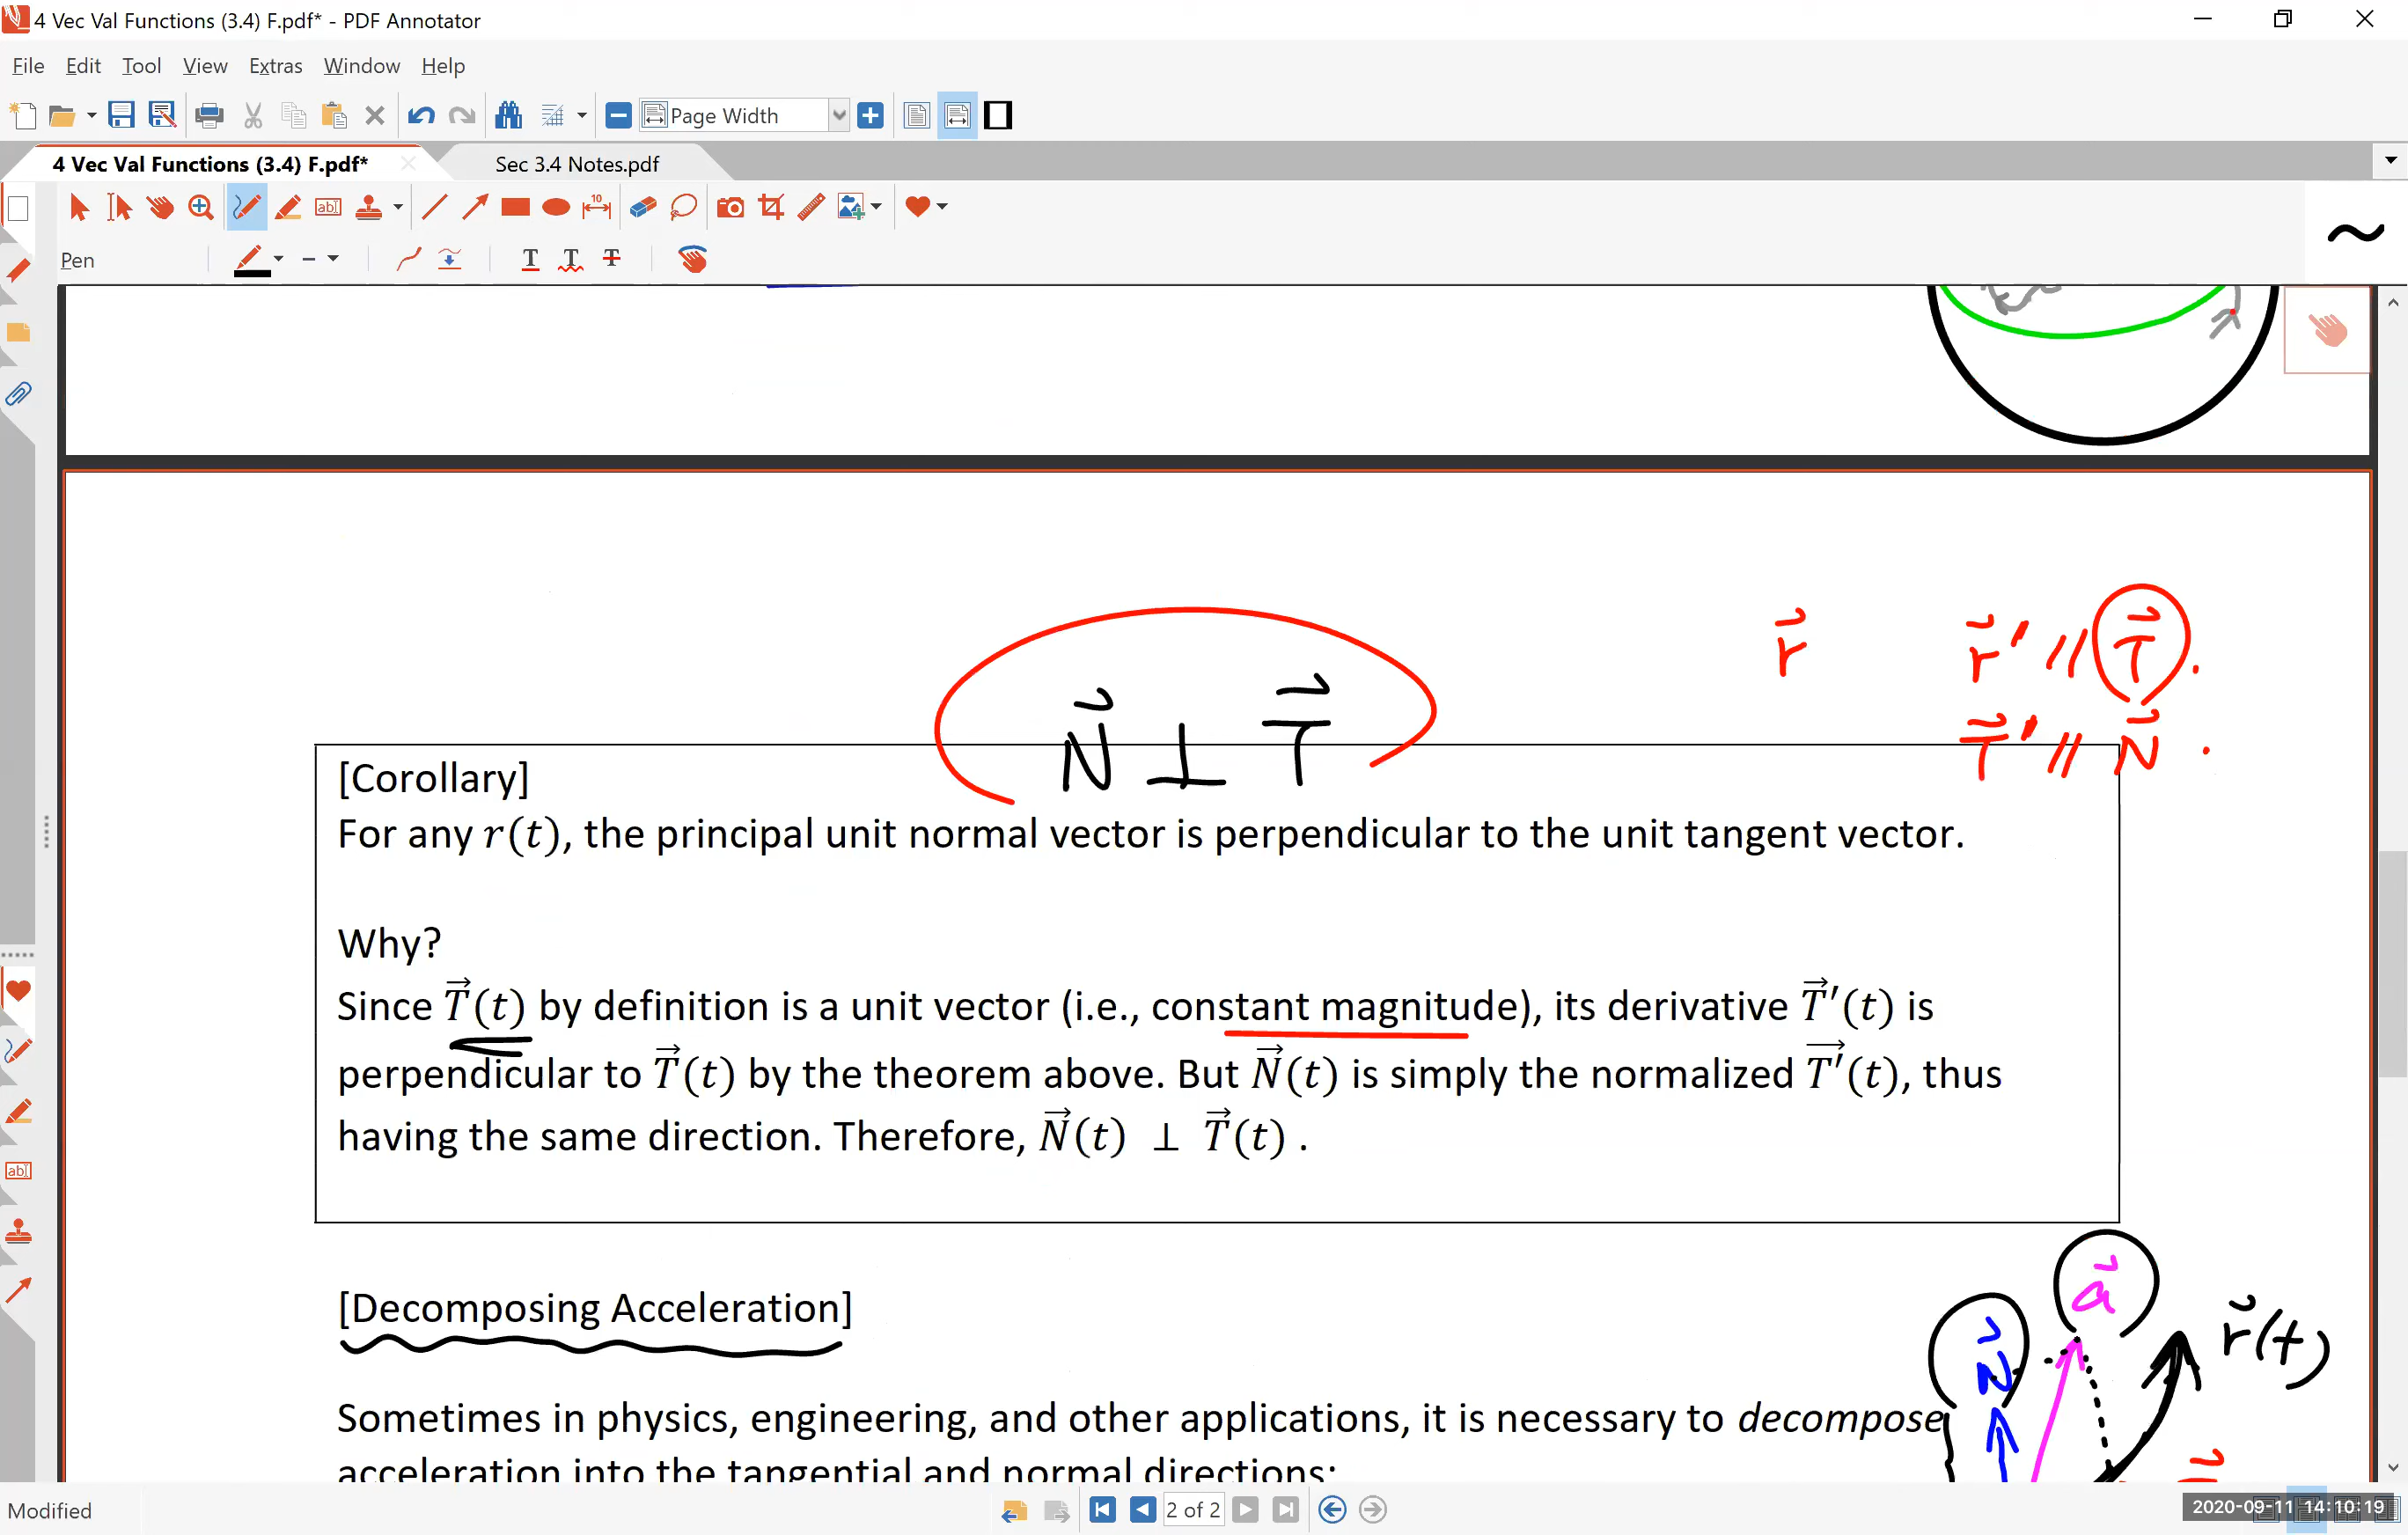 4 Vec Val Functions (3.4) F.pdf* - PDF Annotator
File Edit Tool View Extras Window Help
Page Width
4 Vec Val Functions (3.4) F.pdf* Sec 3.4 Notes.pdf
10
Pen
~
r⃗ r⃗′ // T⃗.
N⃗ ⊥ T⃗ T⃗′ // N⃗ .
[Corollary]
For any r(t), the principal unit normal vector is perpendicular to the unit tangent vector.
Why?
Since T⃗(t) by definition is a unit vector (i.e., constant magnitude), its derivative T⃗′(t) is
perpendicular to T⃗(t) by the theorem above. But N⃗(t) is simply the normalized T⃗′(t), thus
having the same direction. Therefore, N⃗(t) ⊥ T⃗(t) .
a⃗
[Decomposing Acceleration]
N⃗ r⃗(t)
Sometimes in physics, engineering, and other applications, it is necessary to decompose
acceleration into the tangential and normal directions:
Modified 2 of 2 2020-09-11 14:10:19